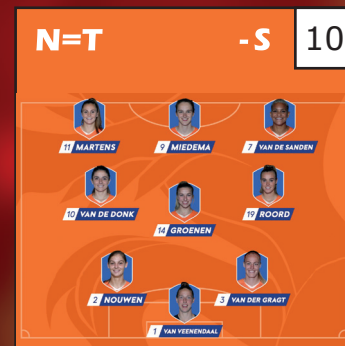 N=T -S 10
11 MARTENS 9 MIEDEMA 7 VAN DE SANDEN
10 VAN DE DONK 19 ROORD
14 GROENEN
2 NOUWEN 3 VAN DER GRAGT
1 VAN VEENENDAAL